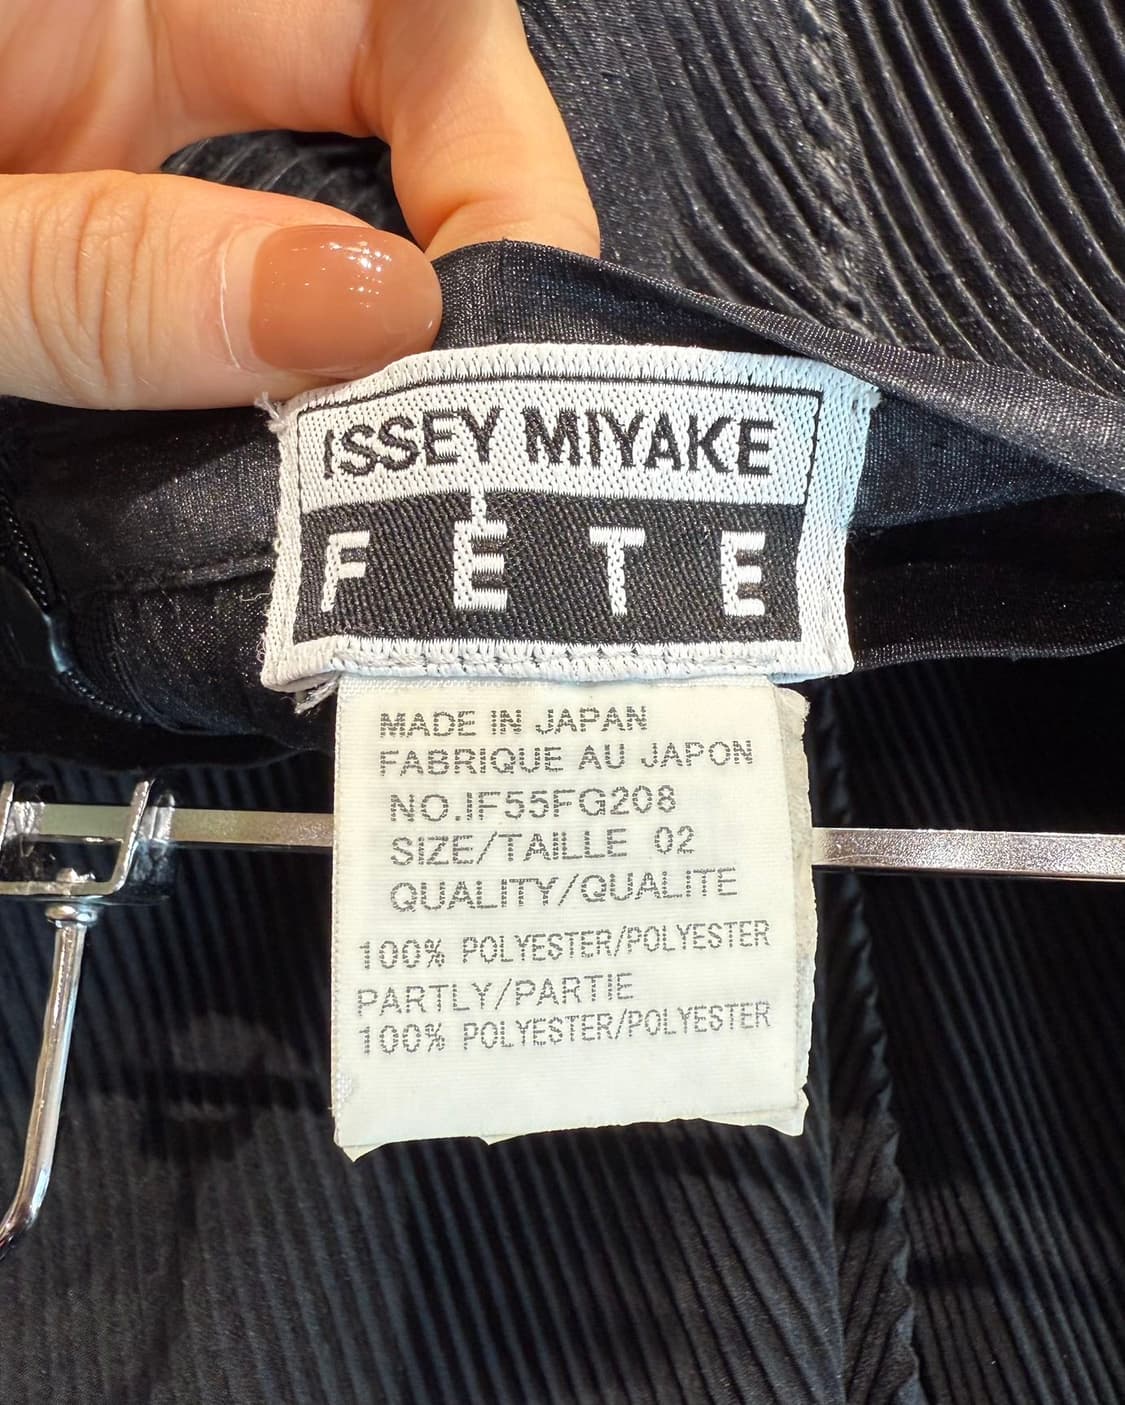 ISSEY MIYAKE
FÊTE
MADE IN JAPAN
FABRIQUE AU JAPON
NO.IF55FG208
SIZE/TAILLE 02
QUALITY/QUALITE
100% POLYESTER/POLYESTER
PARTLY/PARTIE
100% POLYESTER/POLYESTER